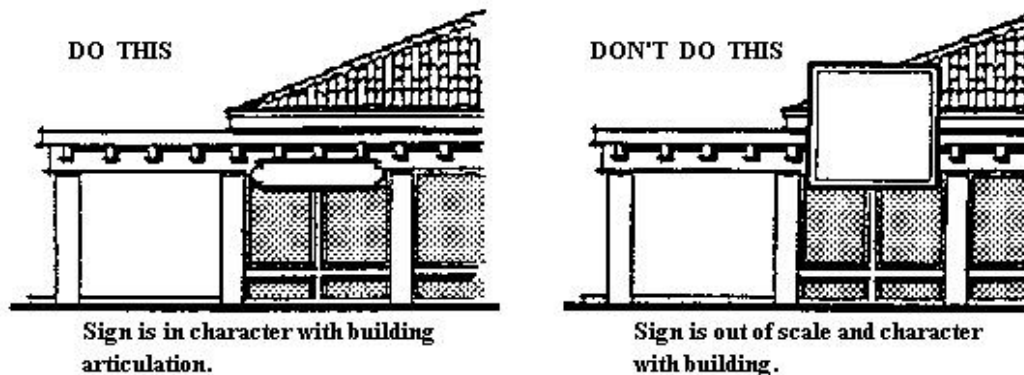 DO THIS
Sign is in character with building
articulation.
DON'T DO THIS
Sign is out of scale and character
with building.